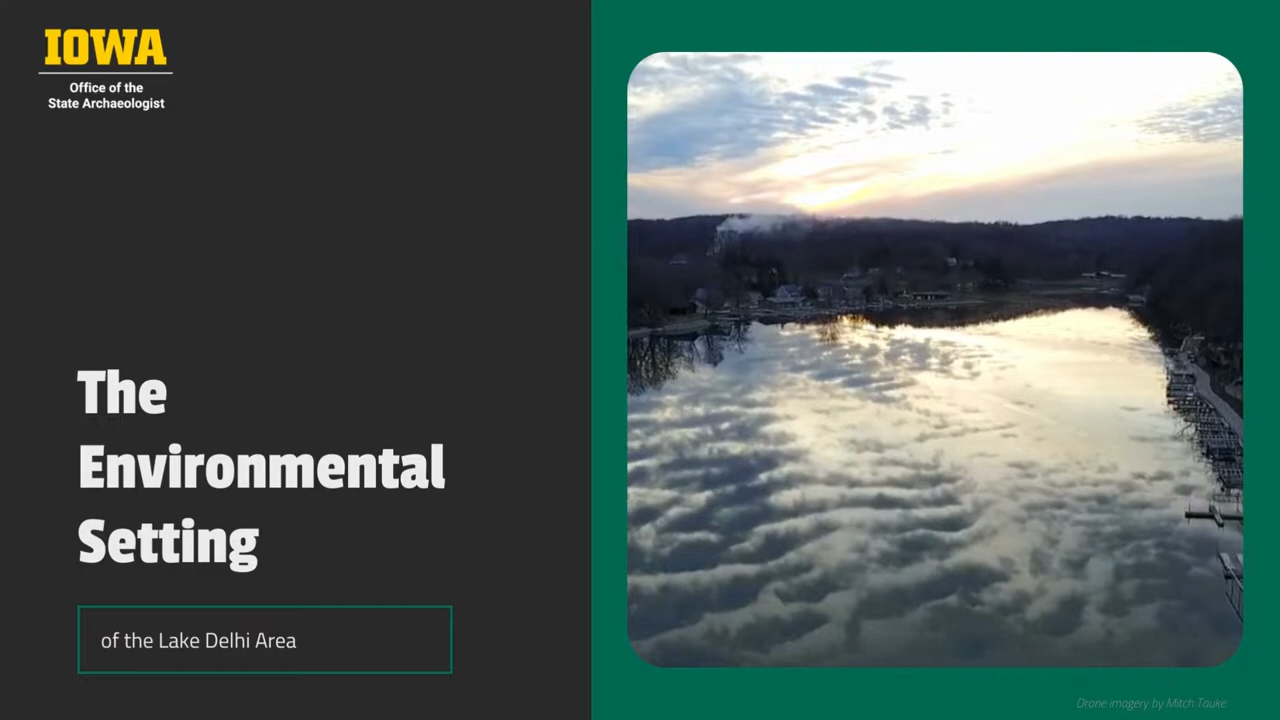 IOWA
Office of the
State Archaeologist
The
Environmental
Setting
of the Lake Delhi Area
Drone imagery by Mitch Tauke